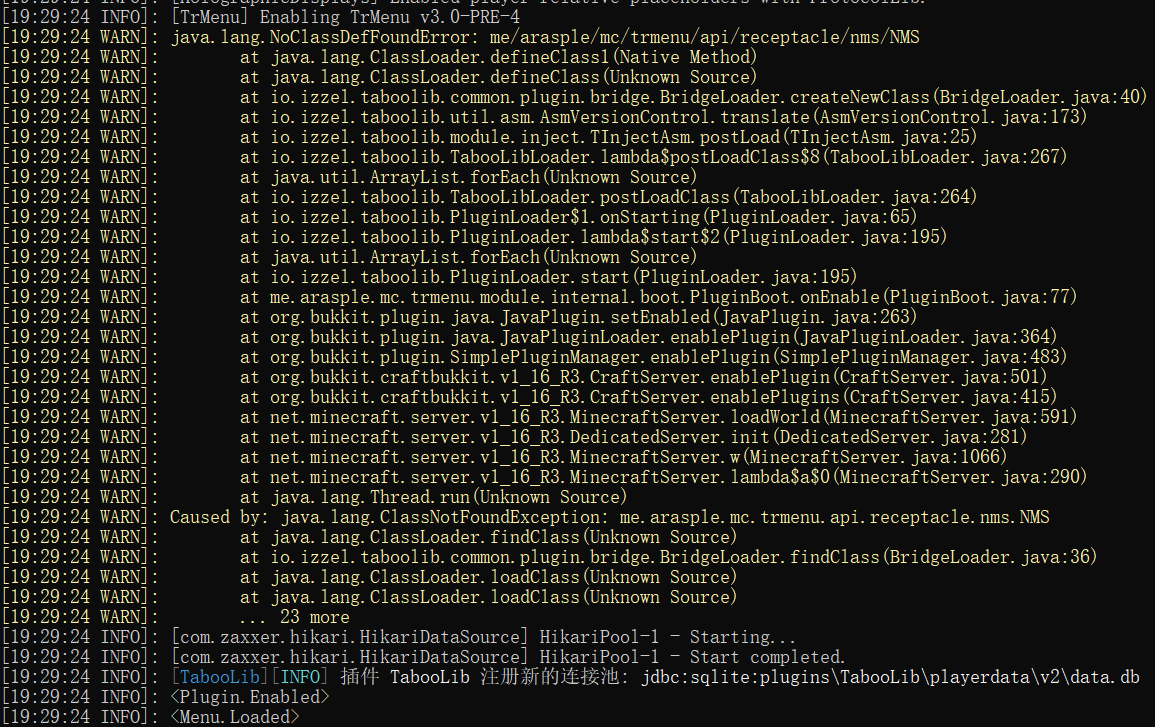 [19:29:24 INFO]: [HolographicDisplays] Enabled player relative placeholders with ProtocolLib.
[19:29:24 INFO]: [TrMenu] Enabling TrMenu v3.0-PRE-4
[19:29:24 WARN]: java.lang.NoClassDefFoundError: me/arasple/mc/trmenu/api/receptacle/nms/NMS
[19:29:24 WARN]: at java.lang.ClassLoader.defineClass1(Native Method)
[19:29:24 WARN]: at java.lang.ClassLoader.defineClass(Unknown Source)
[19:29:24 WARN]: at io.izzel.taboolib.common.plugin.bridge.BridgeLoader.createNewClass(BridgeLoader.java:40)
[19:29:24 WARN]: at io.izzel.taboolib.util.asm.AsmVersionControl.translate(AsmVersionControl.java:173)
[19:29:24 WARN]: at io.izzel.taboolib.module.inject.TInjectAsm.postLoad(TInjectAsm.java:25)
[19:29:24 WARN]: at io.izzel.taboolib.TabooLibLoader.lambda$postLoadClass$8(TabooLibLoader.java:267)
[19:29:24 WARN]: at java.util.ArrayList.forEach(Unknown Source)
[19:29:24 WARN]: at io.izzel.taboolib.TabooLibLoader.postLoadClass(TabooLibLoader.java:264)
[19:29:24 WARN]: at io.izzel.taboolib.PluginLoader$1.onStarting(PluginLoader.java:65)
[19:29:24 WARN]: at io.izzel.taboolib.PluginLoader.lambda$start$2(PluginLoader.java:195)
[19:29:24 WARN]: at java.util.ArrayList.forEach(Unknown Source)
[19:29:24 WARN]: at io.izzel.taboolib.PluginLoader.start(PluginLoader.java:195)
[19:29:24 WARN]: at me.arasple.mc.trmenu.module.internal.boot.PluginBoot.onEnable(PluginBoot.java:77)
[19:29:24 WARN]: at org.bukkit.plugin.java.JavaPlugin.setEnabled(JavaPlugin.java:263)
[19:29:24 WARN]: at org.bukkit.plugin.java.JavaPluginLoader.enablePlugin(JavaPluginLoader.java:364)
[19:29:24 WARN]: at org.bukkit.plugin.SimplePluginManager.enablePlugin(SimplePluginManager.java:483)
[19:29:24 WARN]: at org.bukkit.craftbukkit.v1_16_R3.CraftServer.enablePlugin(CraftServer.java:501)
[19:29:24 WARN]: at org.bukkit.craftbukkit.v1_16_R3.CraftServer.enablePlugins(CraftServer.java:415)
[19:29:24 WARN]: at net.minecraft.server.v1_16_R3.MinecraftServer.loadWorld(MinecraftServer.java:591)
[19:29:24 WARN]: at net.minecraft.server.v1_16_R3.DedicatedServer.init(DedicatedServer.java:281)
[19:29:24 WARN]: at net.minecraft.server.v1_16_R3.MinecraftServer.w(MinecraftServer.java:1066)
[19:29:24 WARN]: at net.minecraft.server.v1_16_R3.MinecraftServer.lambda$a$0(MinecraftServer.java:290)
[19:29:24 WARN]: at java.lang.Thread.run(Unknown Source)
[19:29:24 WARN]: Caused by: java.lang.ClassNotFoundException: me.arasple.mc.trmenu.api.receptacle.nms.NMS
[19:29:24 WARN]: at java.lang.ClassLoader.findClass(Unknown Source)
[19:29:24 WARN]: at io.izzel.taboolib.common.plugin.bridge.BridgeLoader.findClass(BridgeLoader.java:36)
[19:29:24 WARN]: at java.lang.ClassLoader.loadClass(Unknown Source)
[19:29:24 WARN]: at java.lang.ClassLoader.loadClass(Unknown Source)
[19:29:24 WARN]: ... 23 more
[19:29:24 INFO]: [com.zaxxer.hikari.HikariDataSource] HikariPool-1 - Starting...
[19:29:24 INFO]: [com.zaxxer.hikari.HikariDataSource] HikariPool-1 - Start completed.
[19:29:24 INFO]: [TabooLib][INFO] 插件 TabooLib 注册新的连接池: jdbc:sqlite:plugins\TabooLib\playerdata\v2\data.db
[19:29:24 INFO]: <Plugin.Enabled>
[19:29:24 INFO]: <Menu.Loaded>